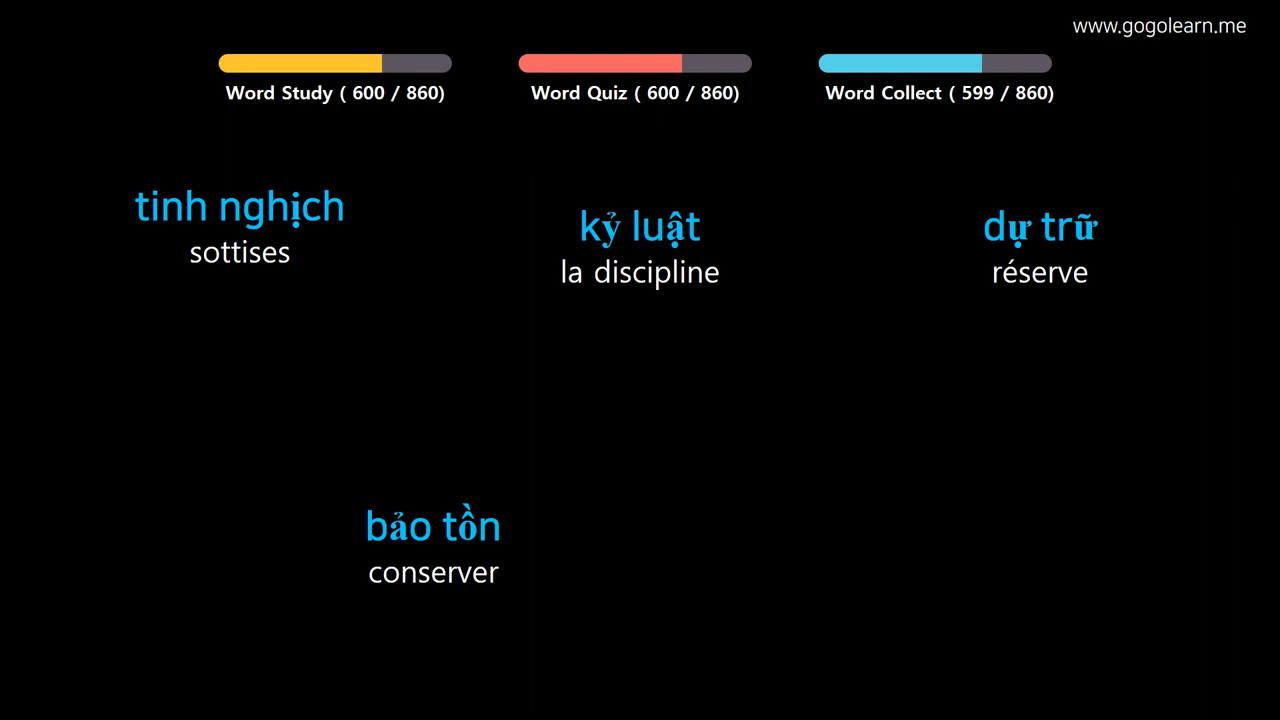 www.gogolearn.me
Word Study ( 600 / 860)
Word Quiz ( 600 / 860)
Word Collect ( 599 / 860)
tinh nghịch
sottises
kỷ luật
la discipline
dự trữ
réserve
bảo tồn
conserver